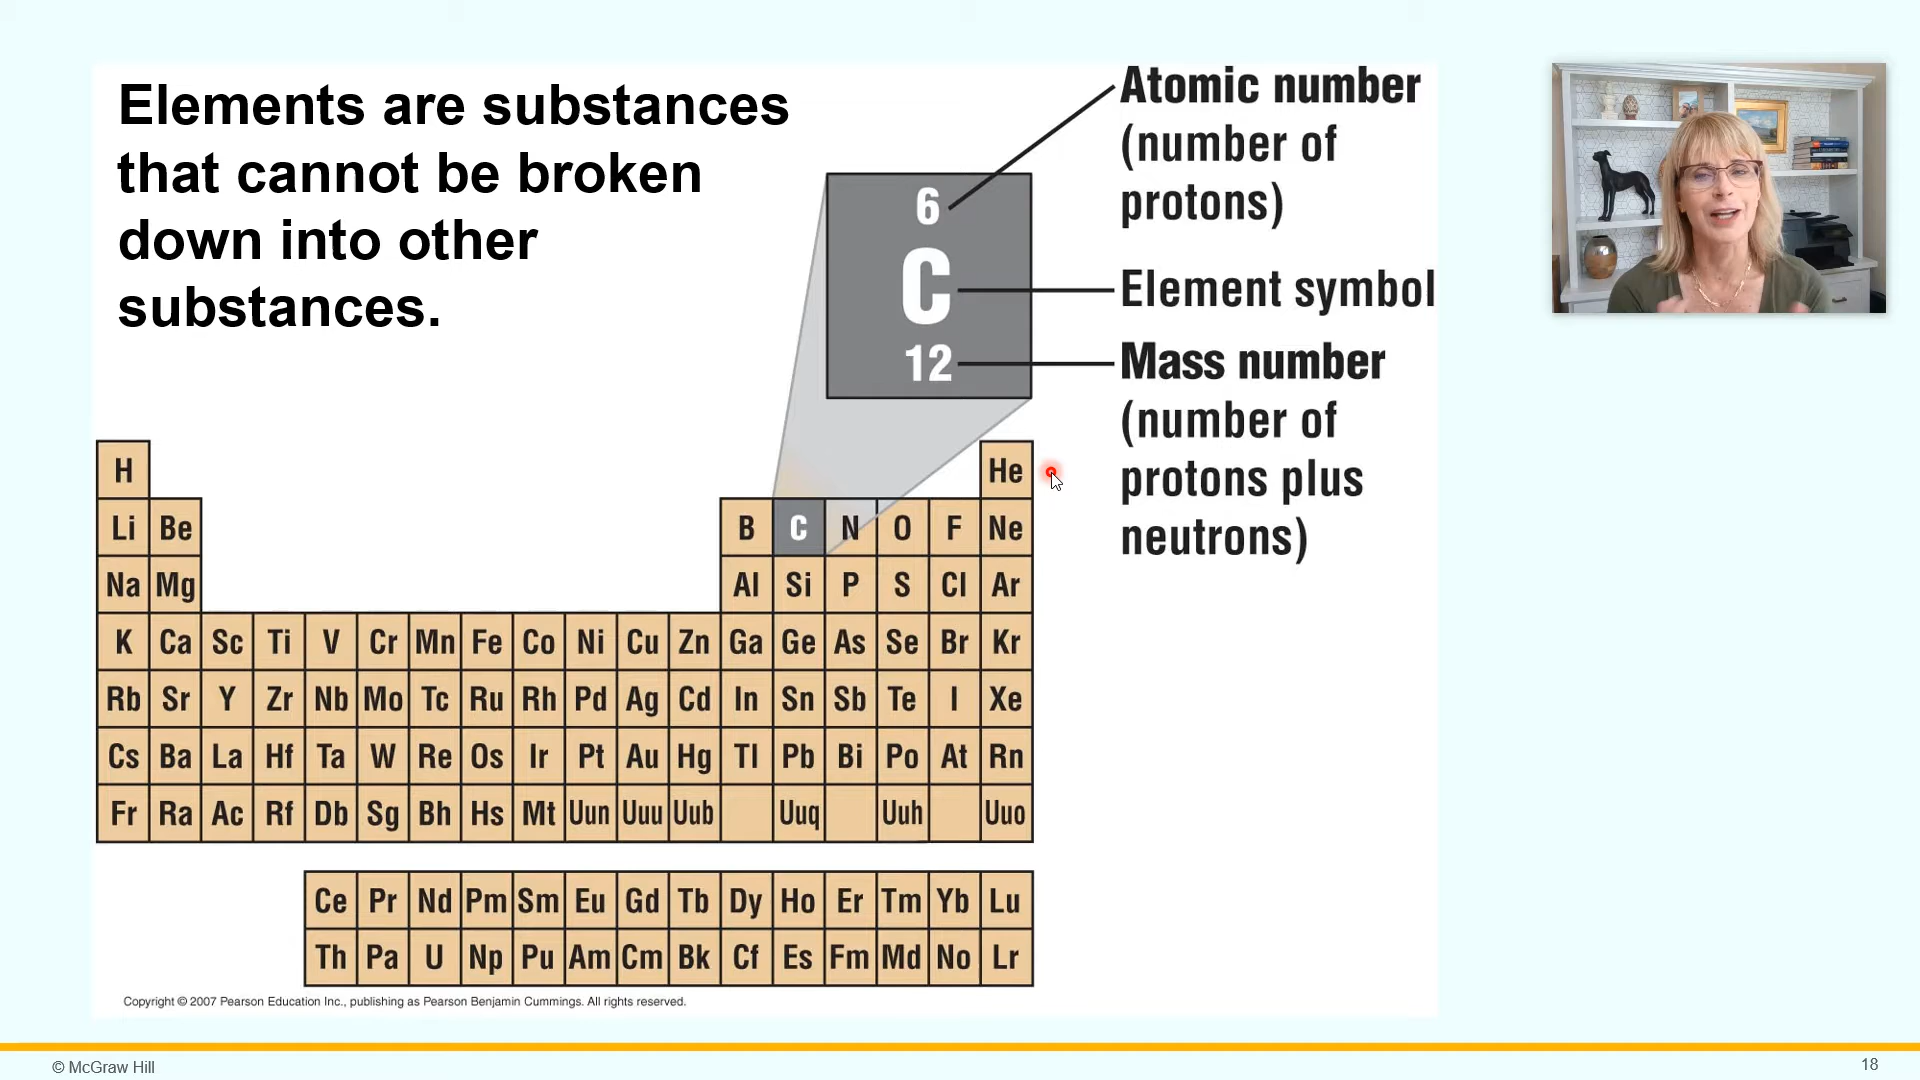 Elements are substances
that cannot be broken
down into other
substances.
Atomic number
(number of
protons)
6
C
Element symbol
12
Mass number
(number of
protons plus
neutrons)
H He
Li Be B C N O F Ne
Na Mg Al Si P S Cl Ar
K Ca Sc Ti V Cr Mn Fe Co Ni Cu Zn Ga Ge As Se Br Kr
Rb Sr Y Zr Nb Mo Tc Ru Rh Pd Ag Cd In Sn Sb Te I Xe
Cs Ba La Hf Ta W Re Os Ir Pt Au Hg Tl Pb Bi Po At Rn
Fr Ra Ac Rf Db Sg Bh Hs Mt Uun Uuu Uub Uuq Uuh Uuo
Ce Pr Nd Pm Sm Eu Gd Tb Dy Ho Er Tm Yb Lu
Th Pa U Np Pu Am Cm Bk Cf Es Fm Md No Lr
Copyright © 2007 Pearson Education Inc., publishing as Pearson Benjamin Cummings. All rights reserved.
© McGraw Hill
18